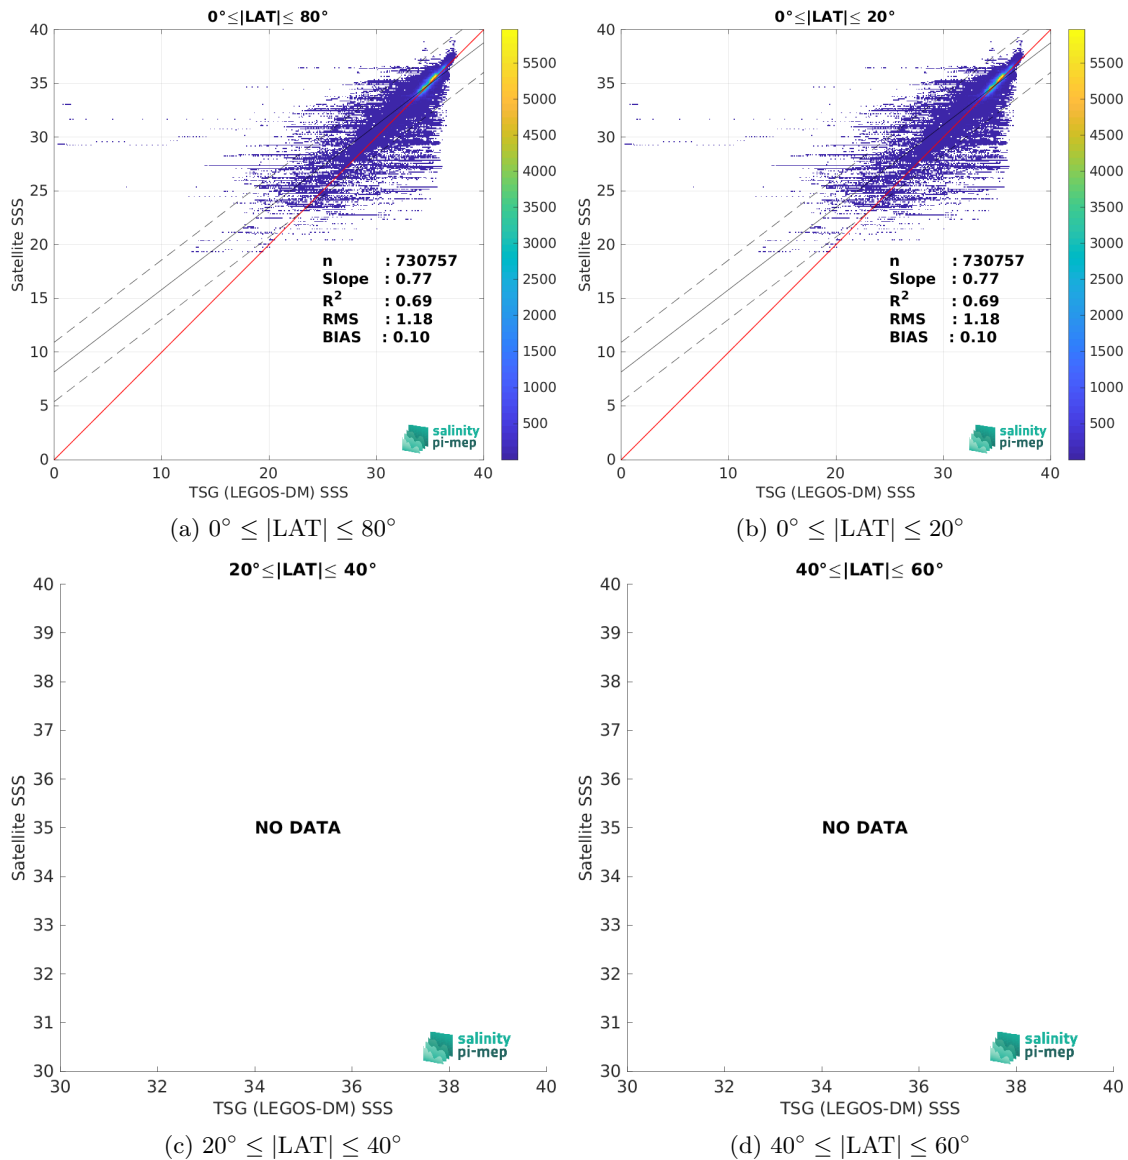 0°≤|LAT|≤ 80°
40
35
30
25
20
15
10
5
0
Satellite SSS
n : 730757
Slope : 0.77
R² : 0.69
RMS : 1.18
BIAS : 0.10
salinity
pi-mep
0 10 20 30 40
TSG (LEGOS-DM) SSS
5500
5000
4500
4000
3500
3000
2500
2000
1500
1000
500
(a) 0° ≤ |LAT| ≤ 80°
0°≤|LAT|≤ 20°
40
35
30
25
20
15
10
5
0
Satellite SSS
n : 730757
Slope : 0.77
R² : 0.69
RMS : 1.18
BIAS : 0.10
salinity
pi-mep
0 10 20 30 40
TSG (LEGOS-DM) SSS
5500
5000
4500
4000
3500
3000
2500
2000
1500
1000
500
(b) 0° ≤ |LAT| ≤ 20°
20°≤|LAT|≤ 40°
40
39
38
37
36
35
34
33
32
31
30
Satellite SSS
NO DATA
salinity
pi-mep
30 32 34 36 38 40
TSG (LEGOS-DM) SSS
(c) 20° ≤ |LAT| ≤ 40°
40°≤|LAT|≤ 60°
40
39
38
37
36
35
34
33
32
31
30
Satellite SSS
NO DATA
salinity
pi-mep
30 32 34 36 38 40
TSG (LEGOS-DM) SSS
(d) 40° ≤ |LAT| ≤ 60°